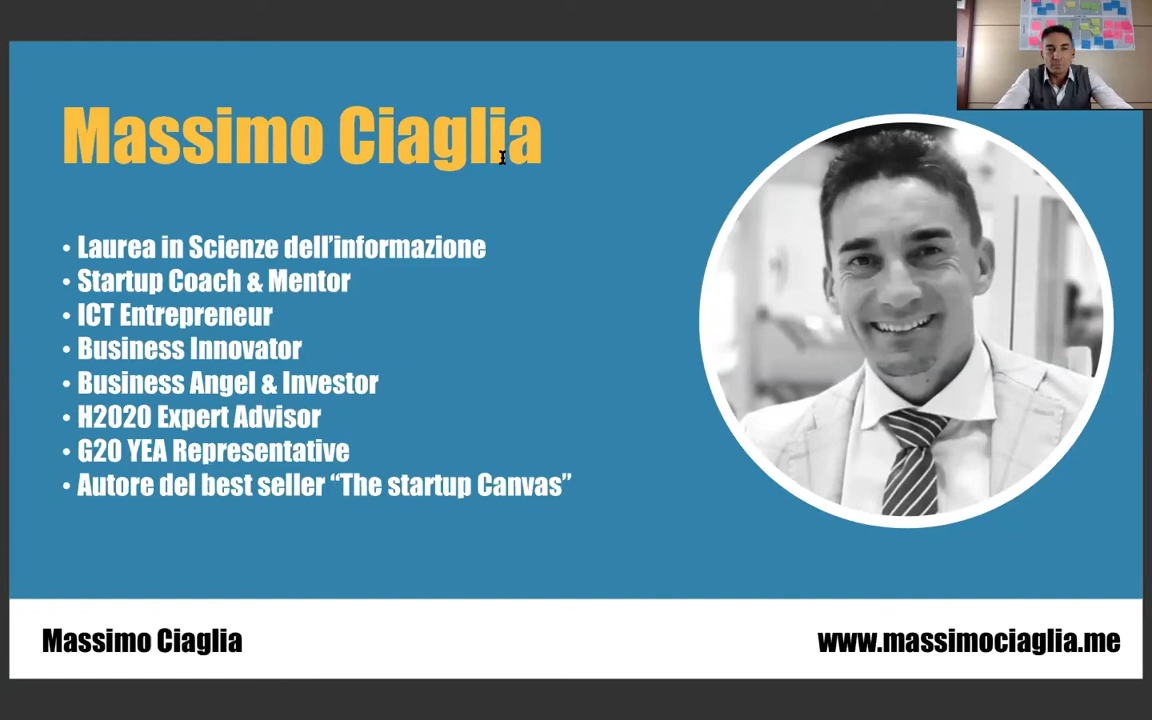 Massimo Ciaglia
• Laurea in Scienze dell’informazione
• Startup Coach & Mentor
• ICT Entrepreneur
• Business Innovator
• Business Angel & Investor
• H2020 Expert Advisor
• G20 YEA Representative
• Autore del best seller “The startup Canvas”
Massimo Ciaglia
www.massimociaglia.me